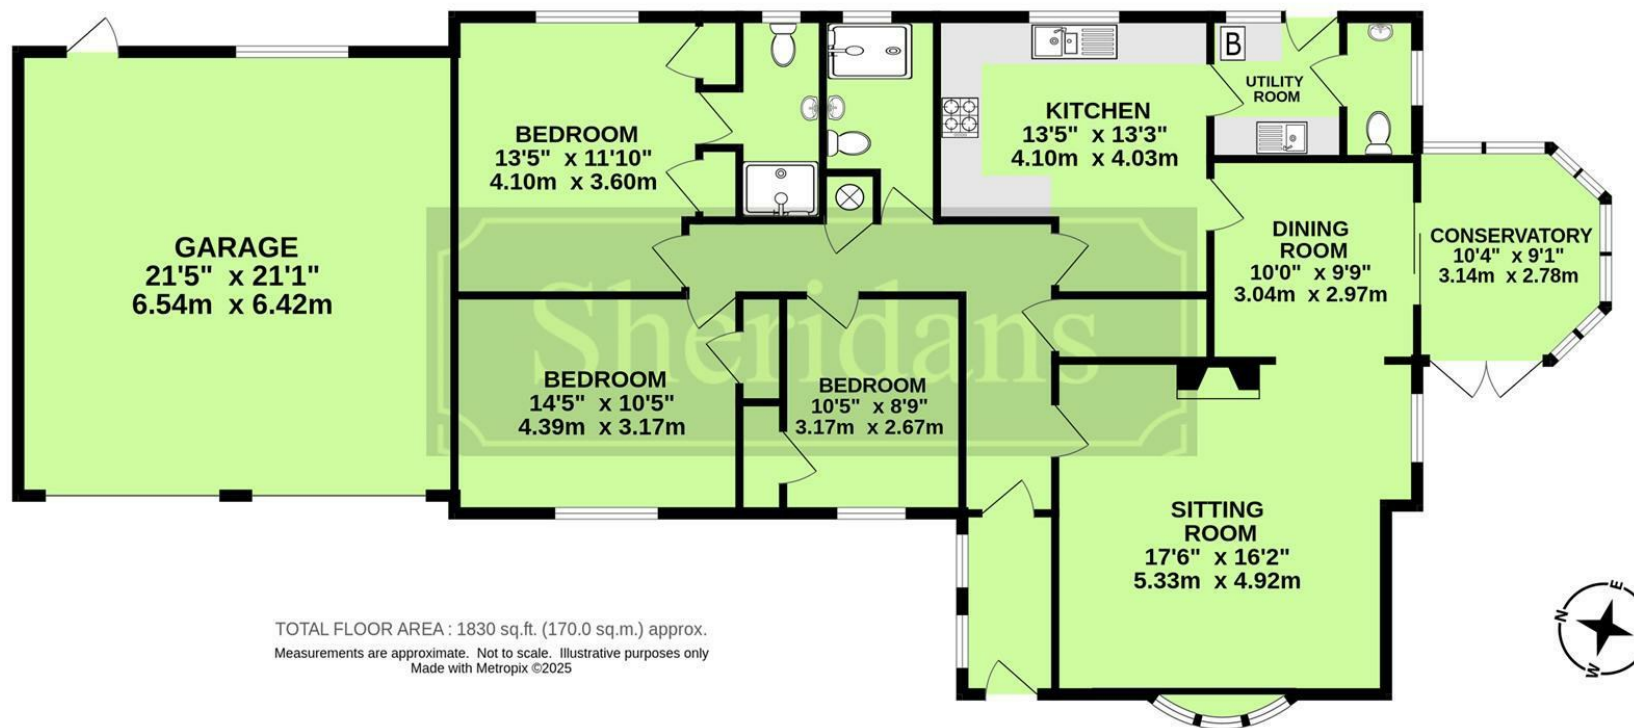 BEDROOM
13'5" x 11'10"
4.10m x 3.60m
KITCHEN
13'5" x 13'3"
4.10m x 4.03m
B
UTILITY
ROOM
GARAGE
21'5" x 21'1"
6.54m x 6.42m
DINING
ROOM
10'0" x 9'9"
3.04m x 2.97m
CONSERVATORY
10'4" x 9'1"
3.14m x 2.78m
Sheridans
BEDROOM
14'5" x 10'5"
4.39m x 3.17m
BEDROOM
10'5" x 8'9"
3.17m x 2.67m
SITTING
ROOM
17'6" x 16'2"
5.33m x 4.92m
TOTAL FLOOR AREA : 1830 sq.ft. (170.0 sq.m.) approx.
Measurements are approximate. Not to scale. Illustrative purposes only
Made with Metropix ©2025
N
E
W